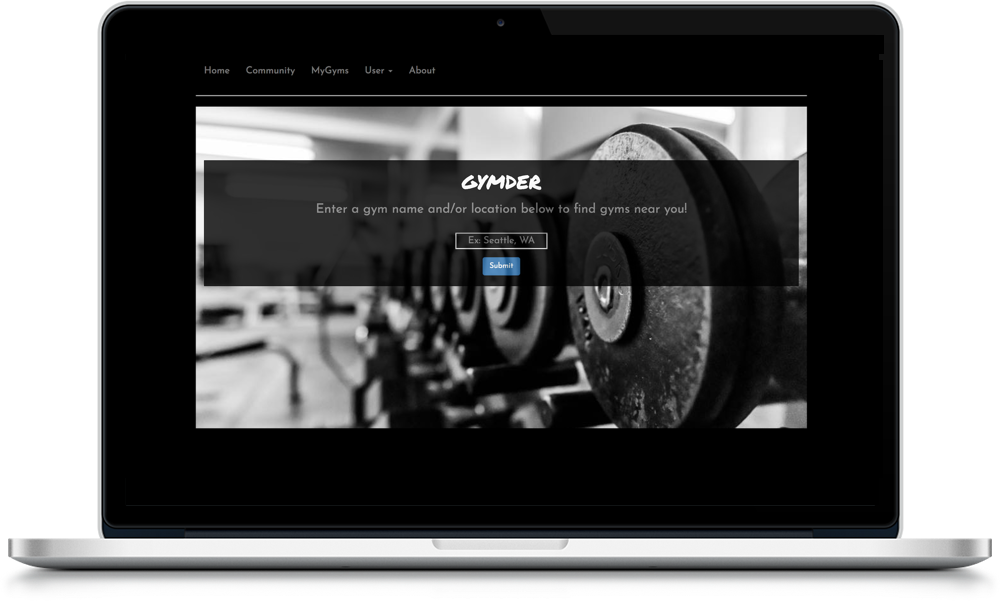 Home Community MyGyms User About
GYMDER
Enter a gym name and/or location below to find gyms near you!
Ex: Seattle, WA
Submit